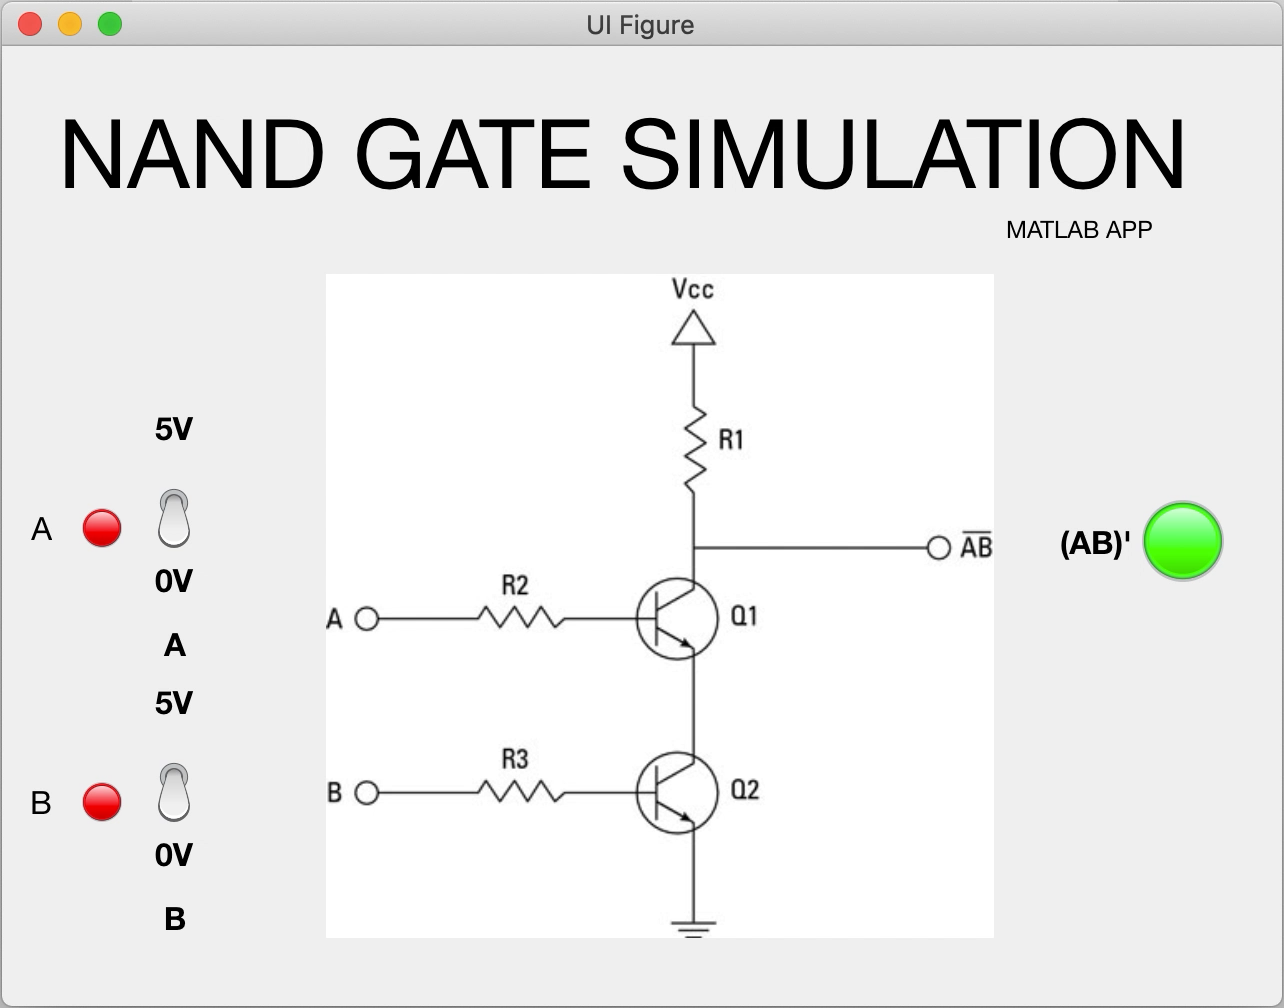 UI Figure
NAND GATE SIMULATION
MATLAB APP
Vcc
R1
5V
A
0V
A
5V
B
0V
B
AB
(AB)'
R2
A
Q1
R3
B
Q2